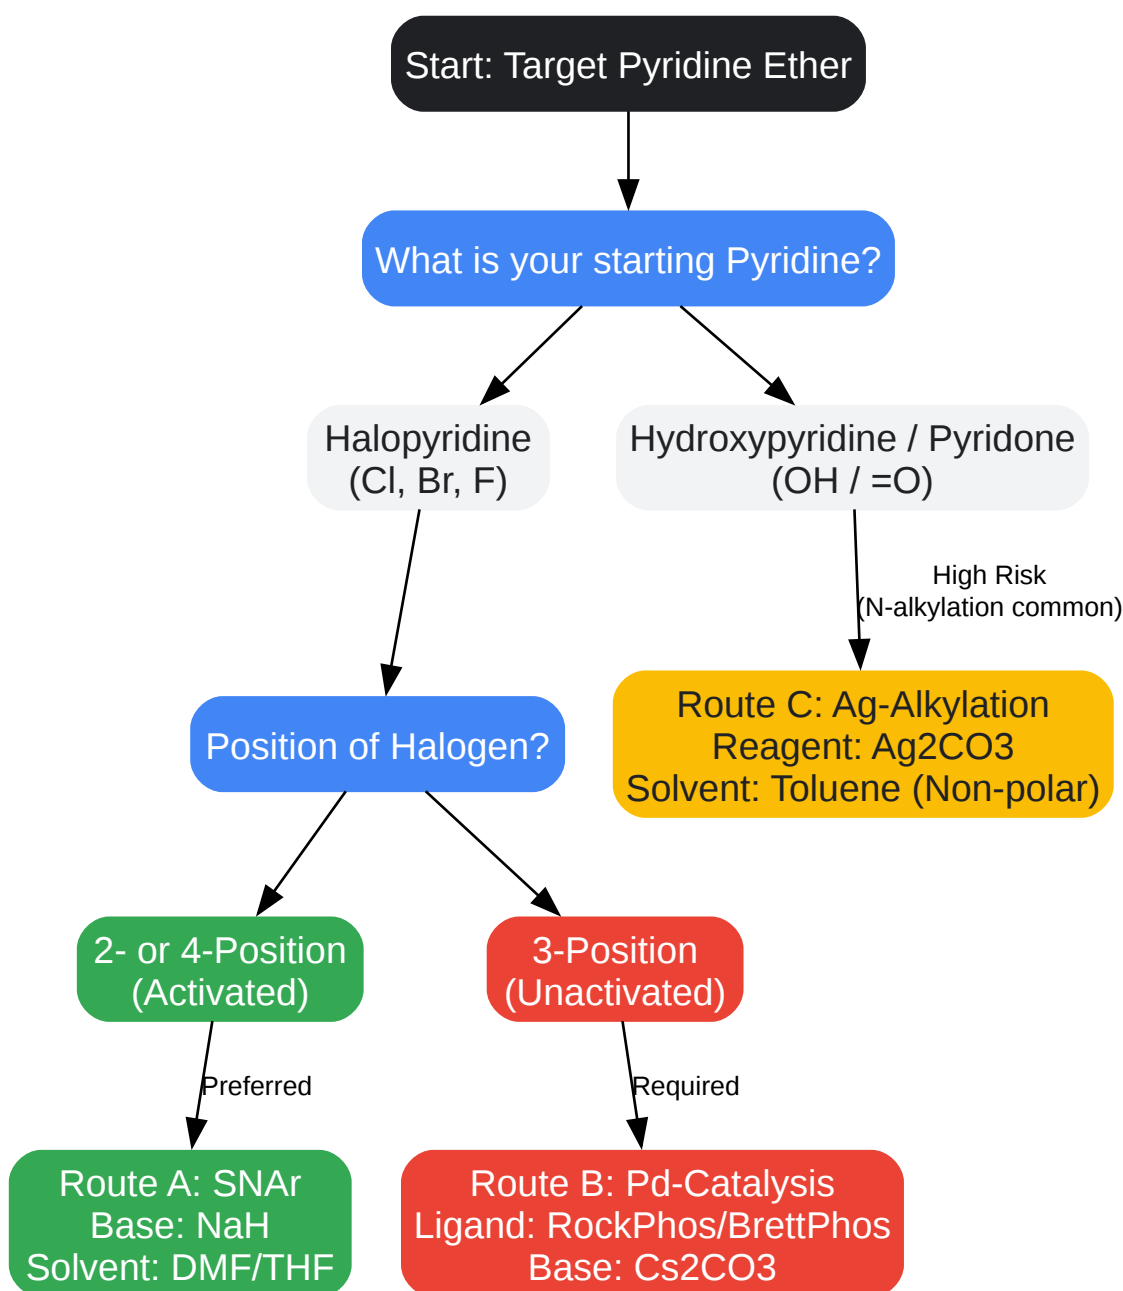 Start: Target Pyridine Ether
What is your starting Pyridine?
Halopyridine
(Cl, Br, F)
Hydroxypyridine / Pyridone
(OH / =O)
High Risk
(N-alkylation common)
Position of Halogen?
Route C: Ag-Alkylation
Reagent: Ag2CO3
Solvent: Toluene (Non-polar)
2- or 4-Position
(Activated)
3-Position
(Unactivated)
Preferred
Required
Route A: SNAr
Base: NaH
Solvent: DMF/THF
Route B: Pd-Catalysis
Ligand: RockPhos/BrettPhos
Base: Cs2CO3